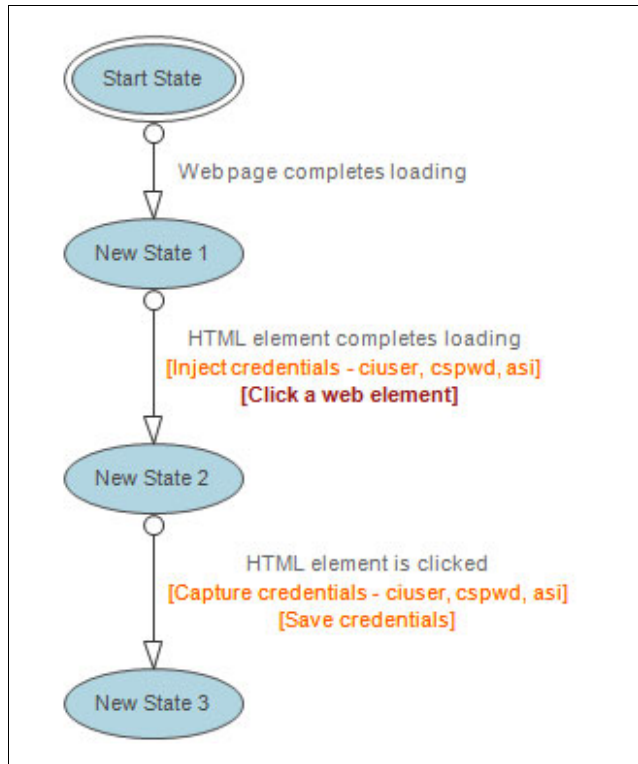 Start State
Web page completes loading
New State 1
HTML element completes loading
[Inject credentials - ciuser, cspwd, asi]
[Click a web element]
New State 2
HTML element is clicked
[Capture credentials - ciuser, cspwd, asi]
[Save credentials]
New State 3